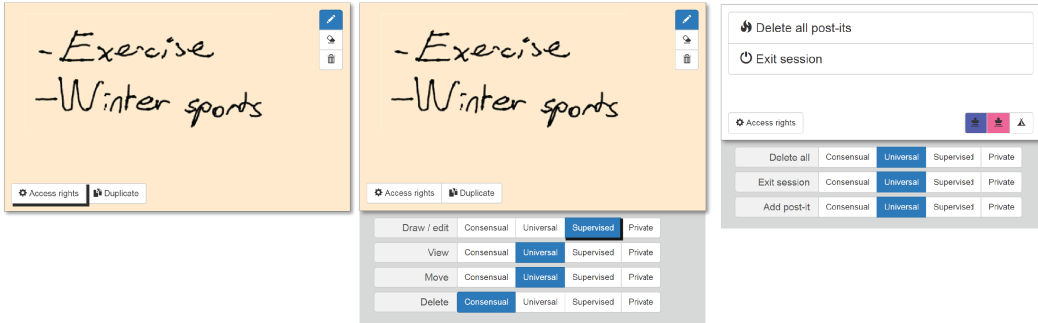 - Exercise
- Winter sports
Access rights Duplicate
- Exercise
- Winter sports
Access rights Duplicate
Draw / edit Consensual Universal Supervised Private
View Consensual Universal Supervised Private
Move Consensual Universal Supervised Private
Delete Consensual Universal Supervised Private
Delete all post-its
Exit session
Access rights
Delete all Consensual Universal Supervised Private
Exit session Consensual Universal Supervised Private
Add post-it Consensual Universal Supervised Private